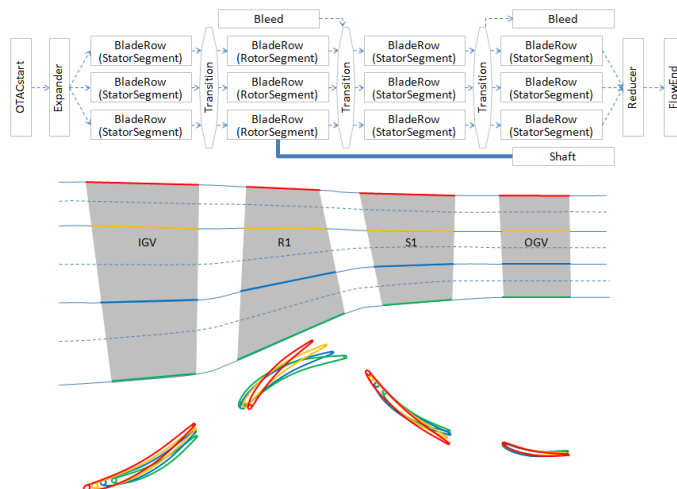 Bleed
Bleed
OTACstart
Expander
BladeRow
(StatorSegment)
BladeRow
(StatorSegment)
BladeRow
(StatorSegment)
Transition
BladeRow
(RotorSegment)
BladeRow
(RotorSegment)
BladeRow
(RotorSegment)
Transition
BladeRow
(StatorSegment)
BladeRow
(StatorSegment)
BladeRow
(StatorSegment)
Transition
BladeRow
(StatorSegment)
BladeRow
(StatorSegment)
BladeRow
(StatorSegment)
Reducer
FlowEnd
Shaft
IGV
R1
S1
OGV